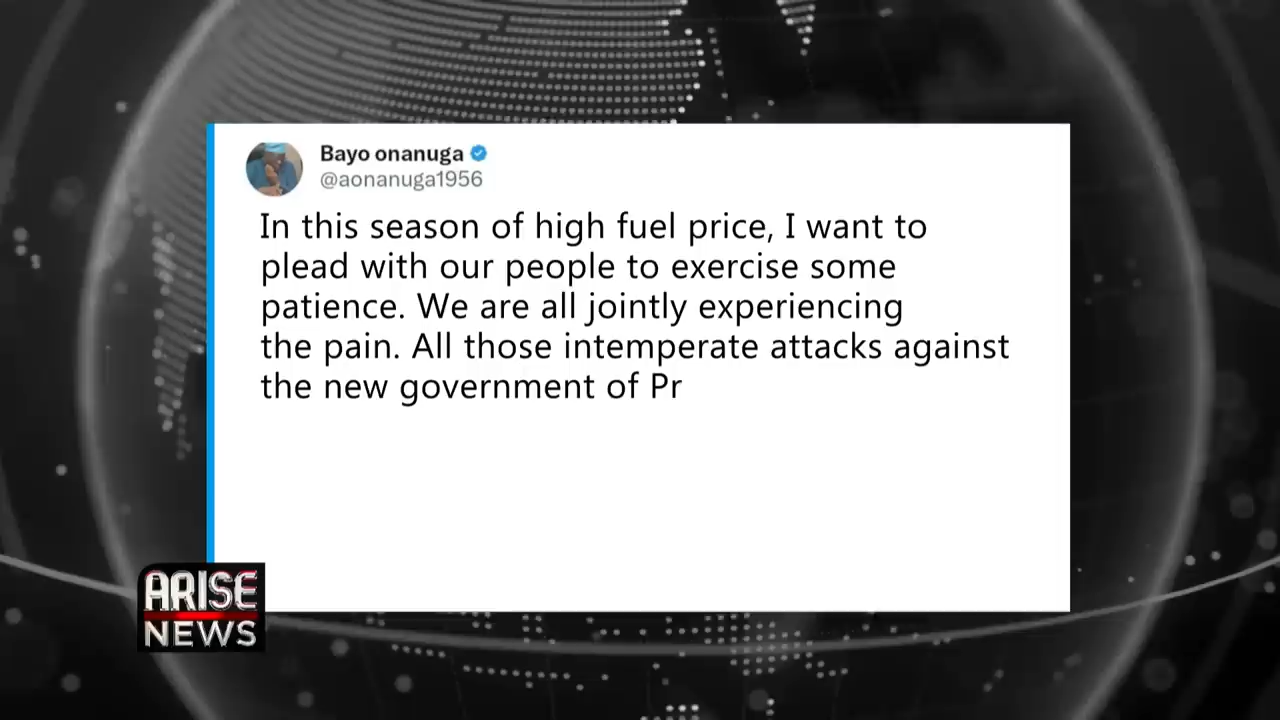 Bayo onanuga
@aonanuga1956
In this season of high fuel price, I want to
plead with our people to exercise some
patience. We are all jointly experiencing
the pain. All those intemperate attacks against
the new government of Pr
ARISE
NEWS